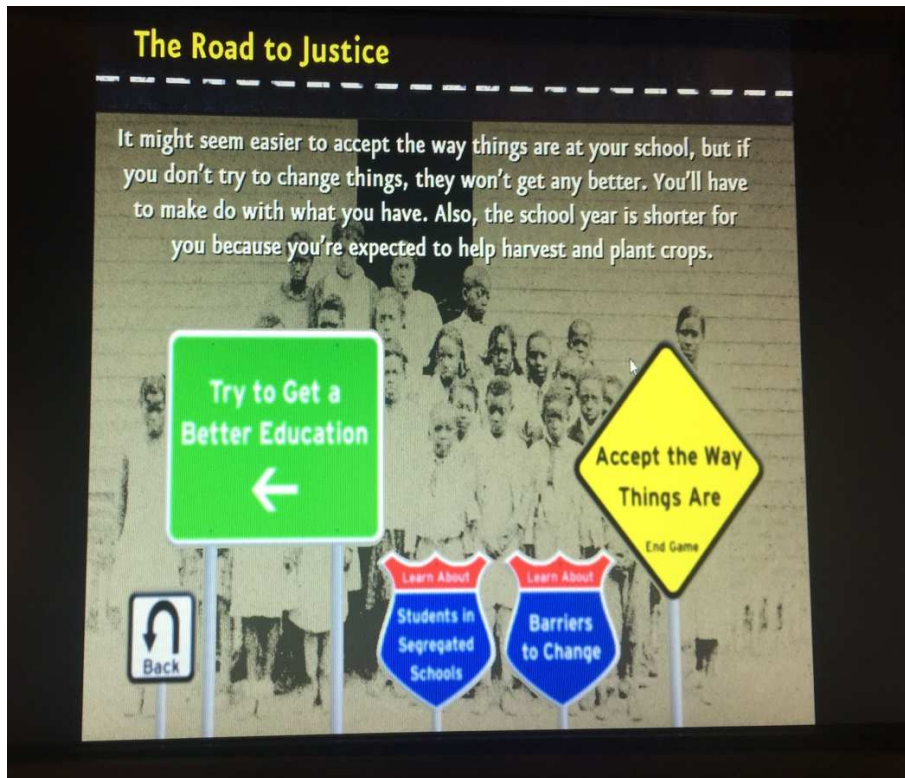 The Road to Justice
It might seem easier to accept the way things are at your school, but if
you don't try to change things, they won't get any better. You'll have
to make do with what you have. Also, the school year is shorter for
you because you're expected to help harvest and plant crops.
Try to Get a
Better Education
Accept the Way
Things Are
End Game
Learn About
Students in
Segregated
Schools
Learn About
Barriers
to Change
Back